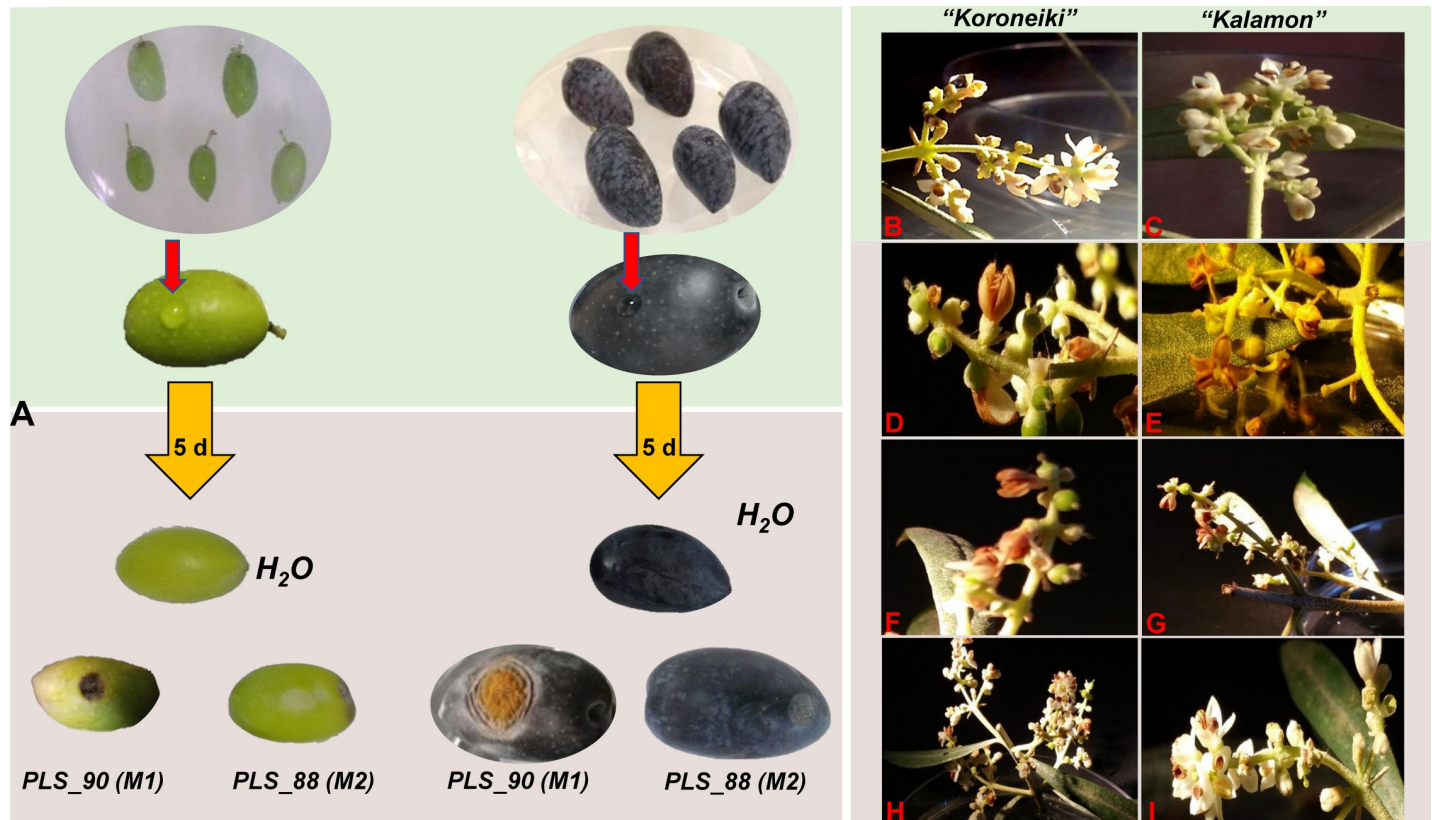 "Koroneiki"
"Kalamon"
B
C
A
5 d
5 d
D
E
H₂O
H₂O
F
G
PLS_90 (M1)
PLS_88 (M2)
PLS_90 (M1)
PLS_88 (M2)
H
I